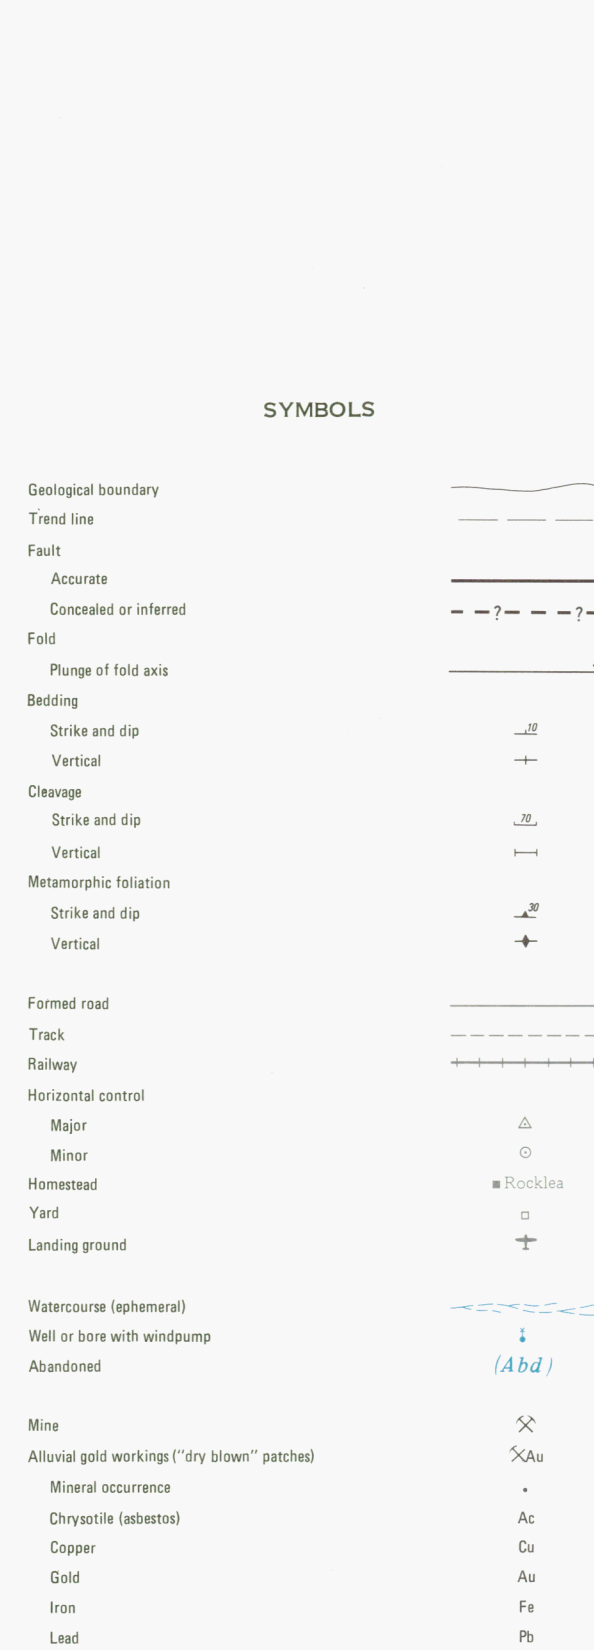 SYMBOLS
Geological boundary
Trend line
Fault
Accurate
Concealed or inferred — —?— — —?—
Fold
Plunge of fold axis
Bedding
Strike and dip 10
Vertical
Cleavage
Strike and dip 70
Vertical
Metamorphic foliation
Strike and dip 30
Vertical
Formed road
Track
Railway
Horizontal control
Major
Minor
Homestead Rocklea
Yard
Landing ground
Watercourse (ephemeral)
Well or bore with windpump
Abandoned (Abd)
Mine
Alluvial gold workings (“dry blown” patches) Au
Mineral occurrence
Chrysotile (asbestos) Ac
Copper Cu
Gold Au
Iron Fe
Lead Pb